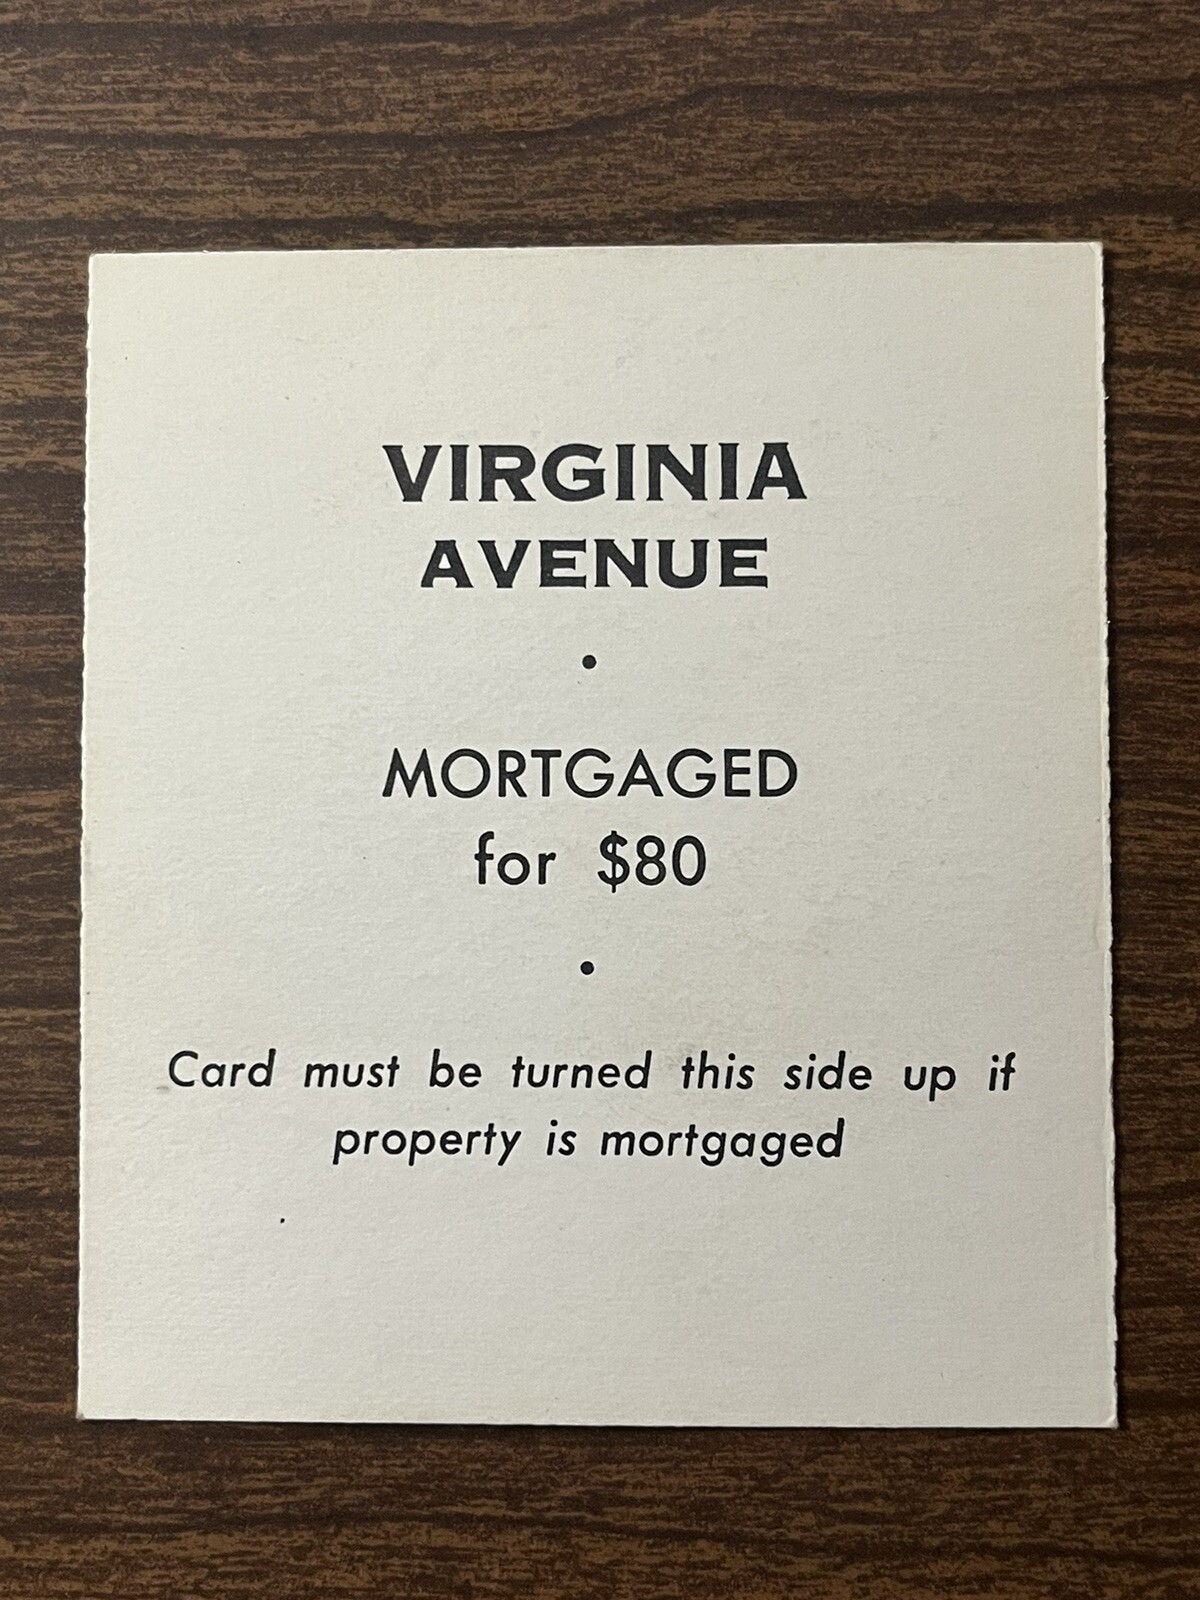 VIRGINIA
AVENUE
•
MORTGAGED
for $80
•
Card must be turned this side up if
property is mortgaged